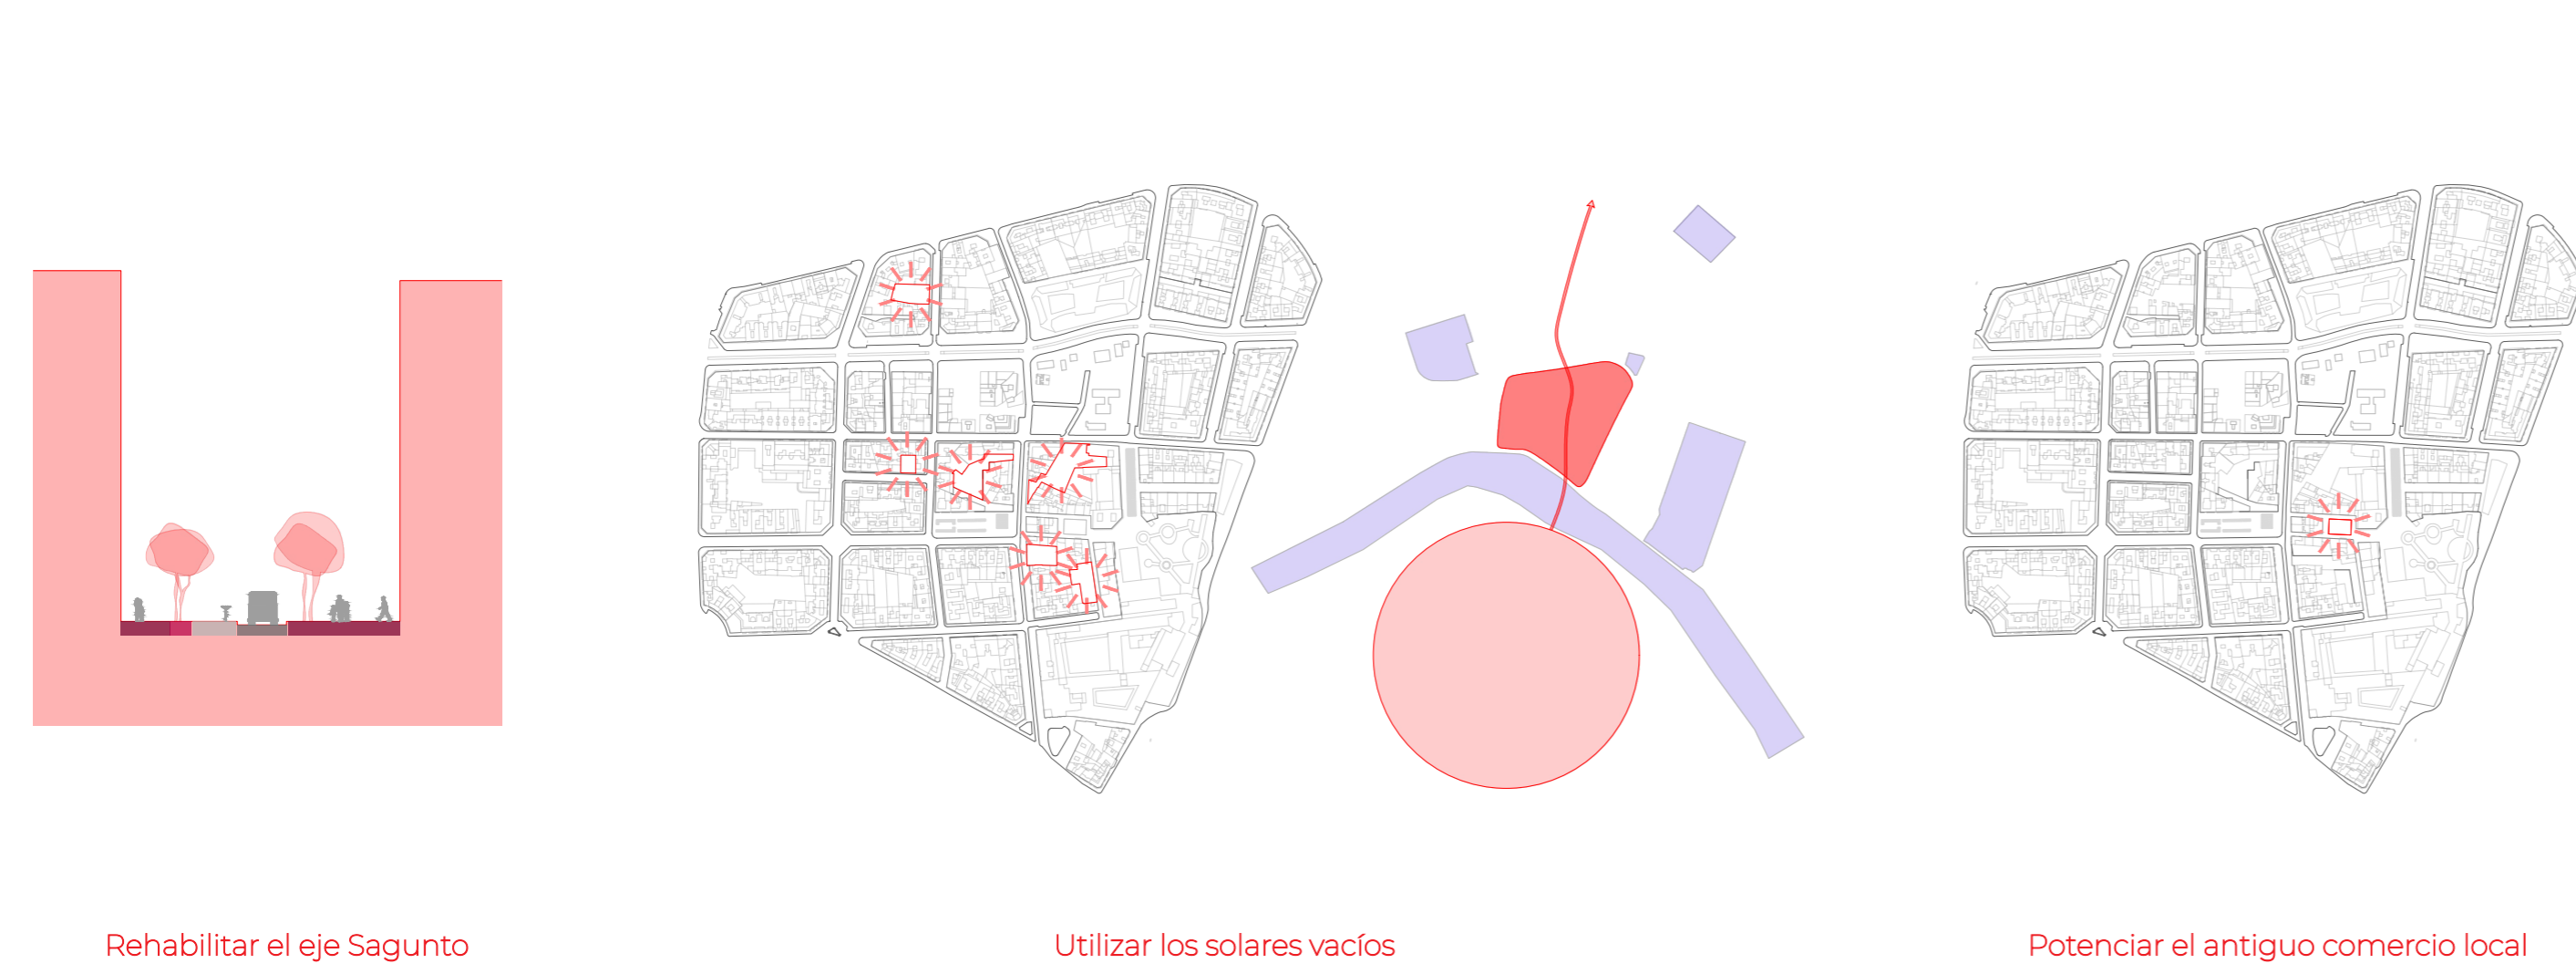 Rehabilitar el eje Sagunto
Utilizar los solares vacíos
Potenciar el antiguo comercio local